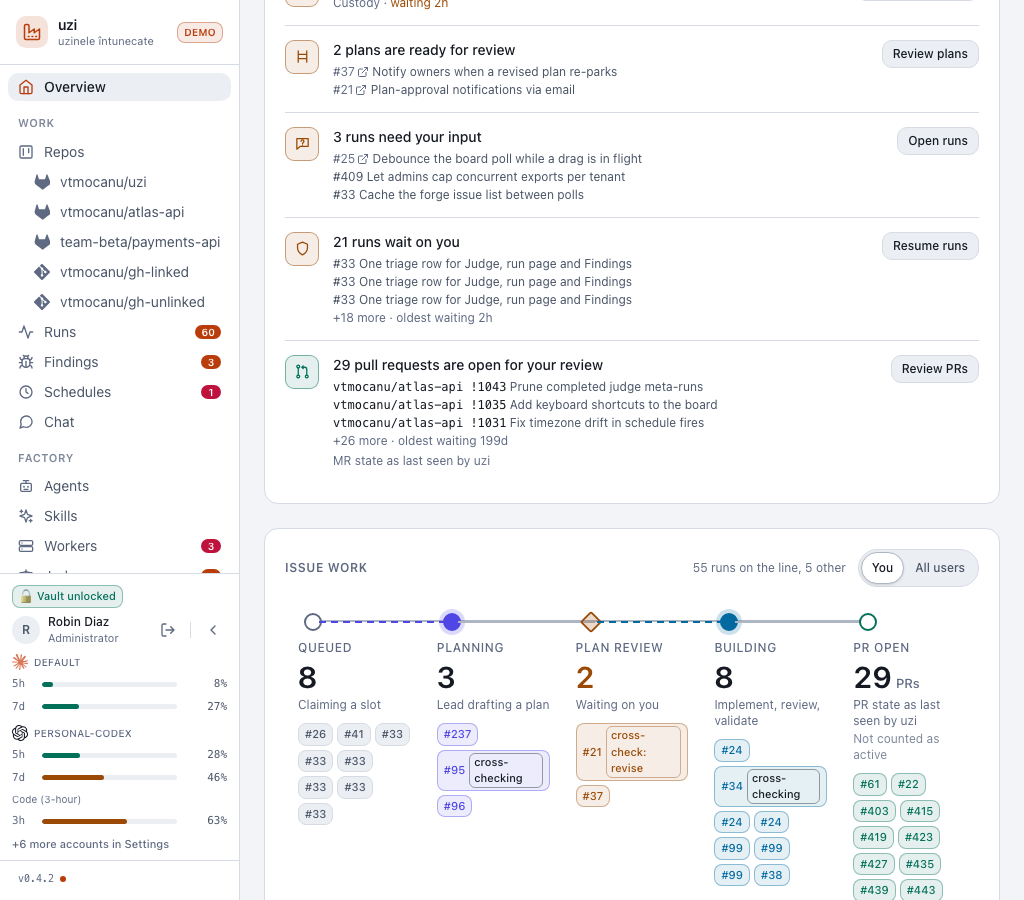 uzi
uzinele întunecate
DEMO
Overview
WORK
Repos
vtmocanu/uzi
vtmocanu/atlas-api
team-beta/payments-api
vtmocanu/gh-linked
vtmocanu/gh-unlinked
Runs 60
Findings 3
Schedules 1
Chat
FACTORY
Agents
Skills
Workers 3
Vault unlocked
R
Robin Diaz
Administrator
DEFAULT
5h 8%
7d 27%
PERSONAL-CODEX
5h 28%
7d 46%
Code (3-hour)
3h 63%
+6 more accounts in Settings
v0.4.2
Custody · waiting 2h
2 plans are ready for review
Review plans
#37 Notify owners when a revised plan re-parks
#21 Plan-approval notifications via email
3 runs need your input
Open runs
#25 Debounce the board poll while a drag is in flight
#409 Let admins cap concurrent exports per tenant
#33 Cache the forge issue list between polls
21 runs wait on you
Resume runs
#33 One triage row for Judge, run page and Findings
#33 One triage row for Judge, run page and Findings
#33 One triage row for Judge, run page and Findings
+18 more · oldest waiting 2h
29 pull requests are open for your review
Review PRs
vtmocanu/atlas-api !1043 Prune completed judge meta-runs
vtmocanu/atlas-api !1035 Add keyboard shortcuts to the board
vtmocanu/atlas-api !1031 Fix timezone drift in schedule fires
+26 more · oldest waiting 199d
MR state as last seen by uzi
ISSUE WORK
55 runs on the line, 5 other
You
All users
QUEUED
8
Claiming a slot
#26 #41 #33
#33 #33
#33 #33
#33
PLANNING
3
Lead drafting a plan
#237
#95 cross-
checking
#96
PLAN REVIEW
2
Waiting on you
#21 cross-
check:
revise
#37
BUILDING
8
Implement, review,
validate
#24
#34 cross-
checking
#24 #24
#99 #99
#99 #38
PR OPEN
29 PRs
PR state as last
seen by uzi
Not counted as
active
#61 #22
#403 #415
#419 #423
#427 #435
#439 #443